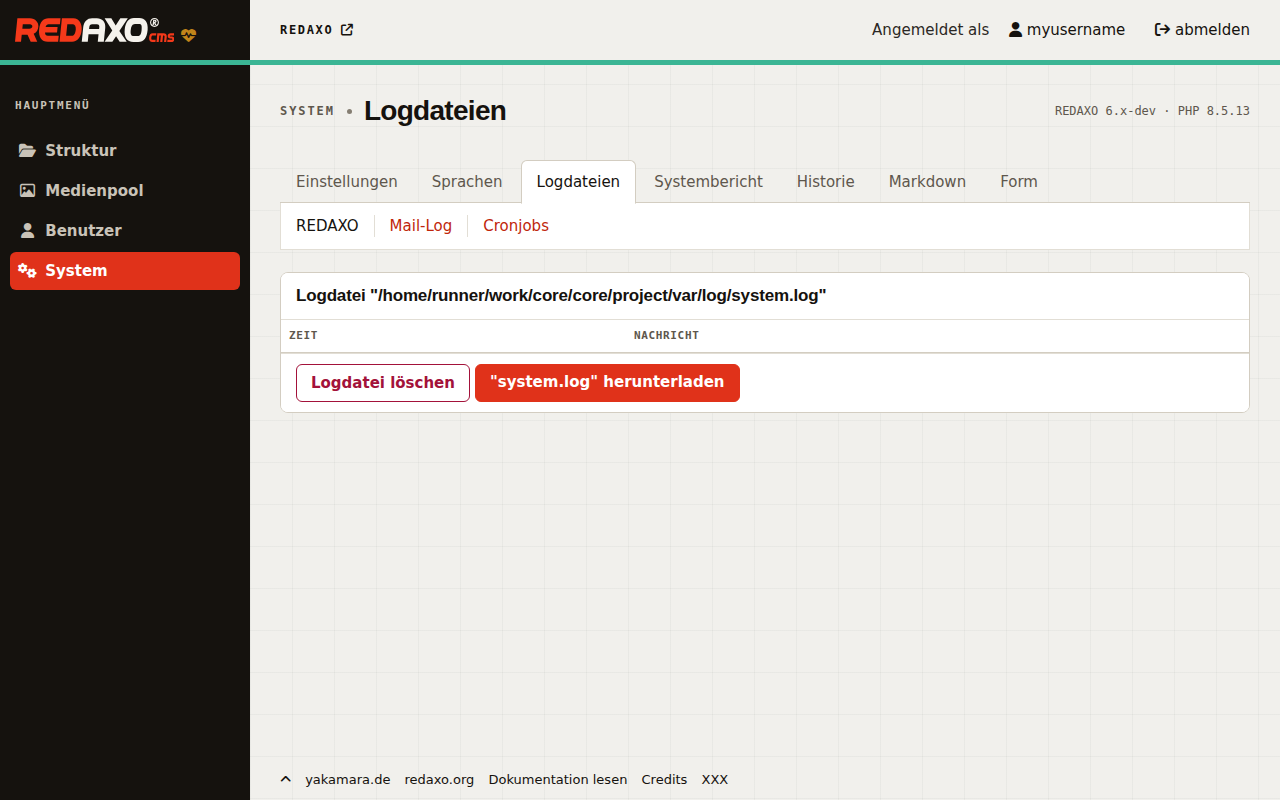 REDAXO® cms
REDAXO
Angemeldet als myusername abmelden
HAUPTMENÜ
Struktur
Medienpool
Benutzer
System
SYSTEM • Logdateien
REDAXO 6.x-dev · PHP 8.5.13
Einstellungen Sprachen Logdateien Systembericht Historie Markdown Form
REDAXO Mail-Log Cronjobs
Logdatei "/home/runner/work/core/core/project/var/log/system.log"
ZEIT NACHRICHT
Logdatei löschen "system.log" herunterladen
yakamara.de redaxo.org Dokumentation lesen Credits XXX